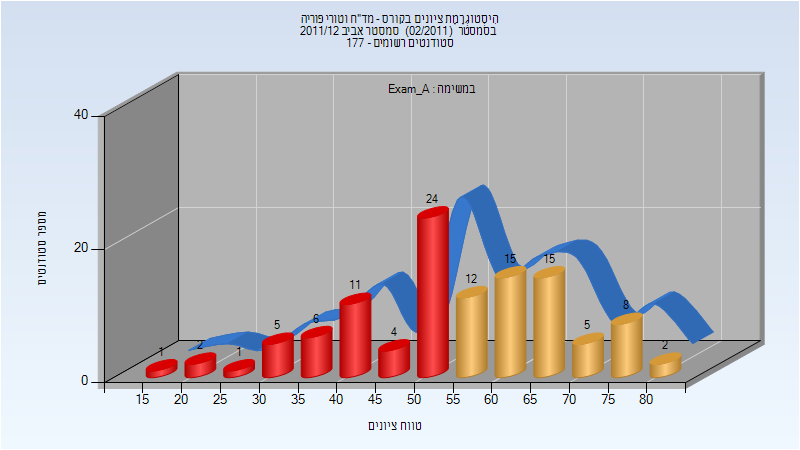 היסטוגרמת ציונים בקורס - מד"ח וטורי פוריה
בסמסטר (02/2011) סמסטר אביב 2011/12
סטודנטים רשומים - 177
במשימה : Exam_A
מספר סטודנטים
40
20
0
1
2
1
5
6
11
4
24
12
15
15
5
8
2
15 20 25 30 35 40 45 50 55 60 65 70 75 80
טווח ציונים